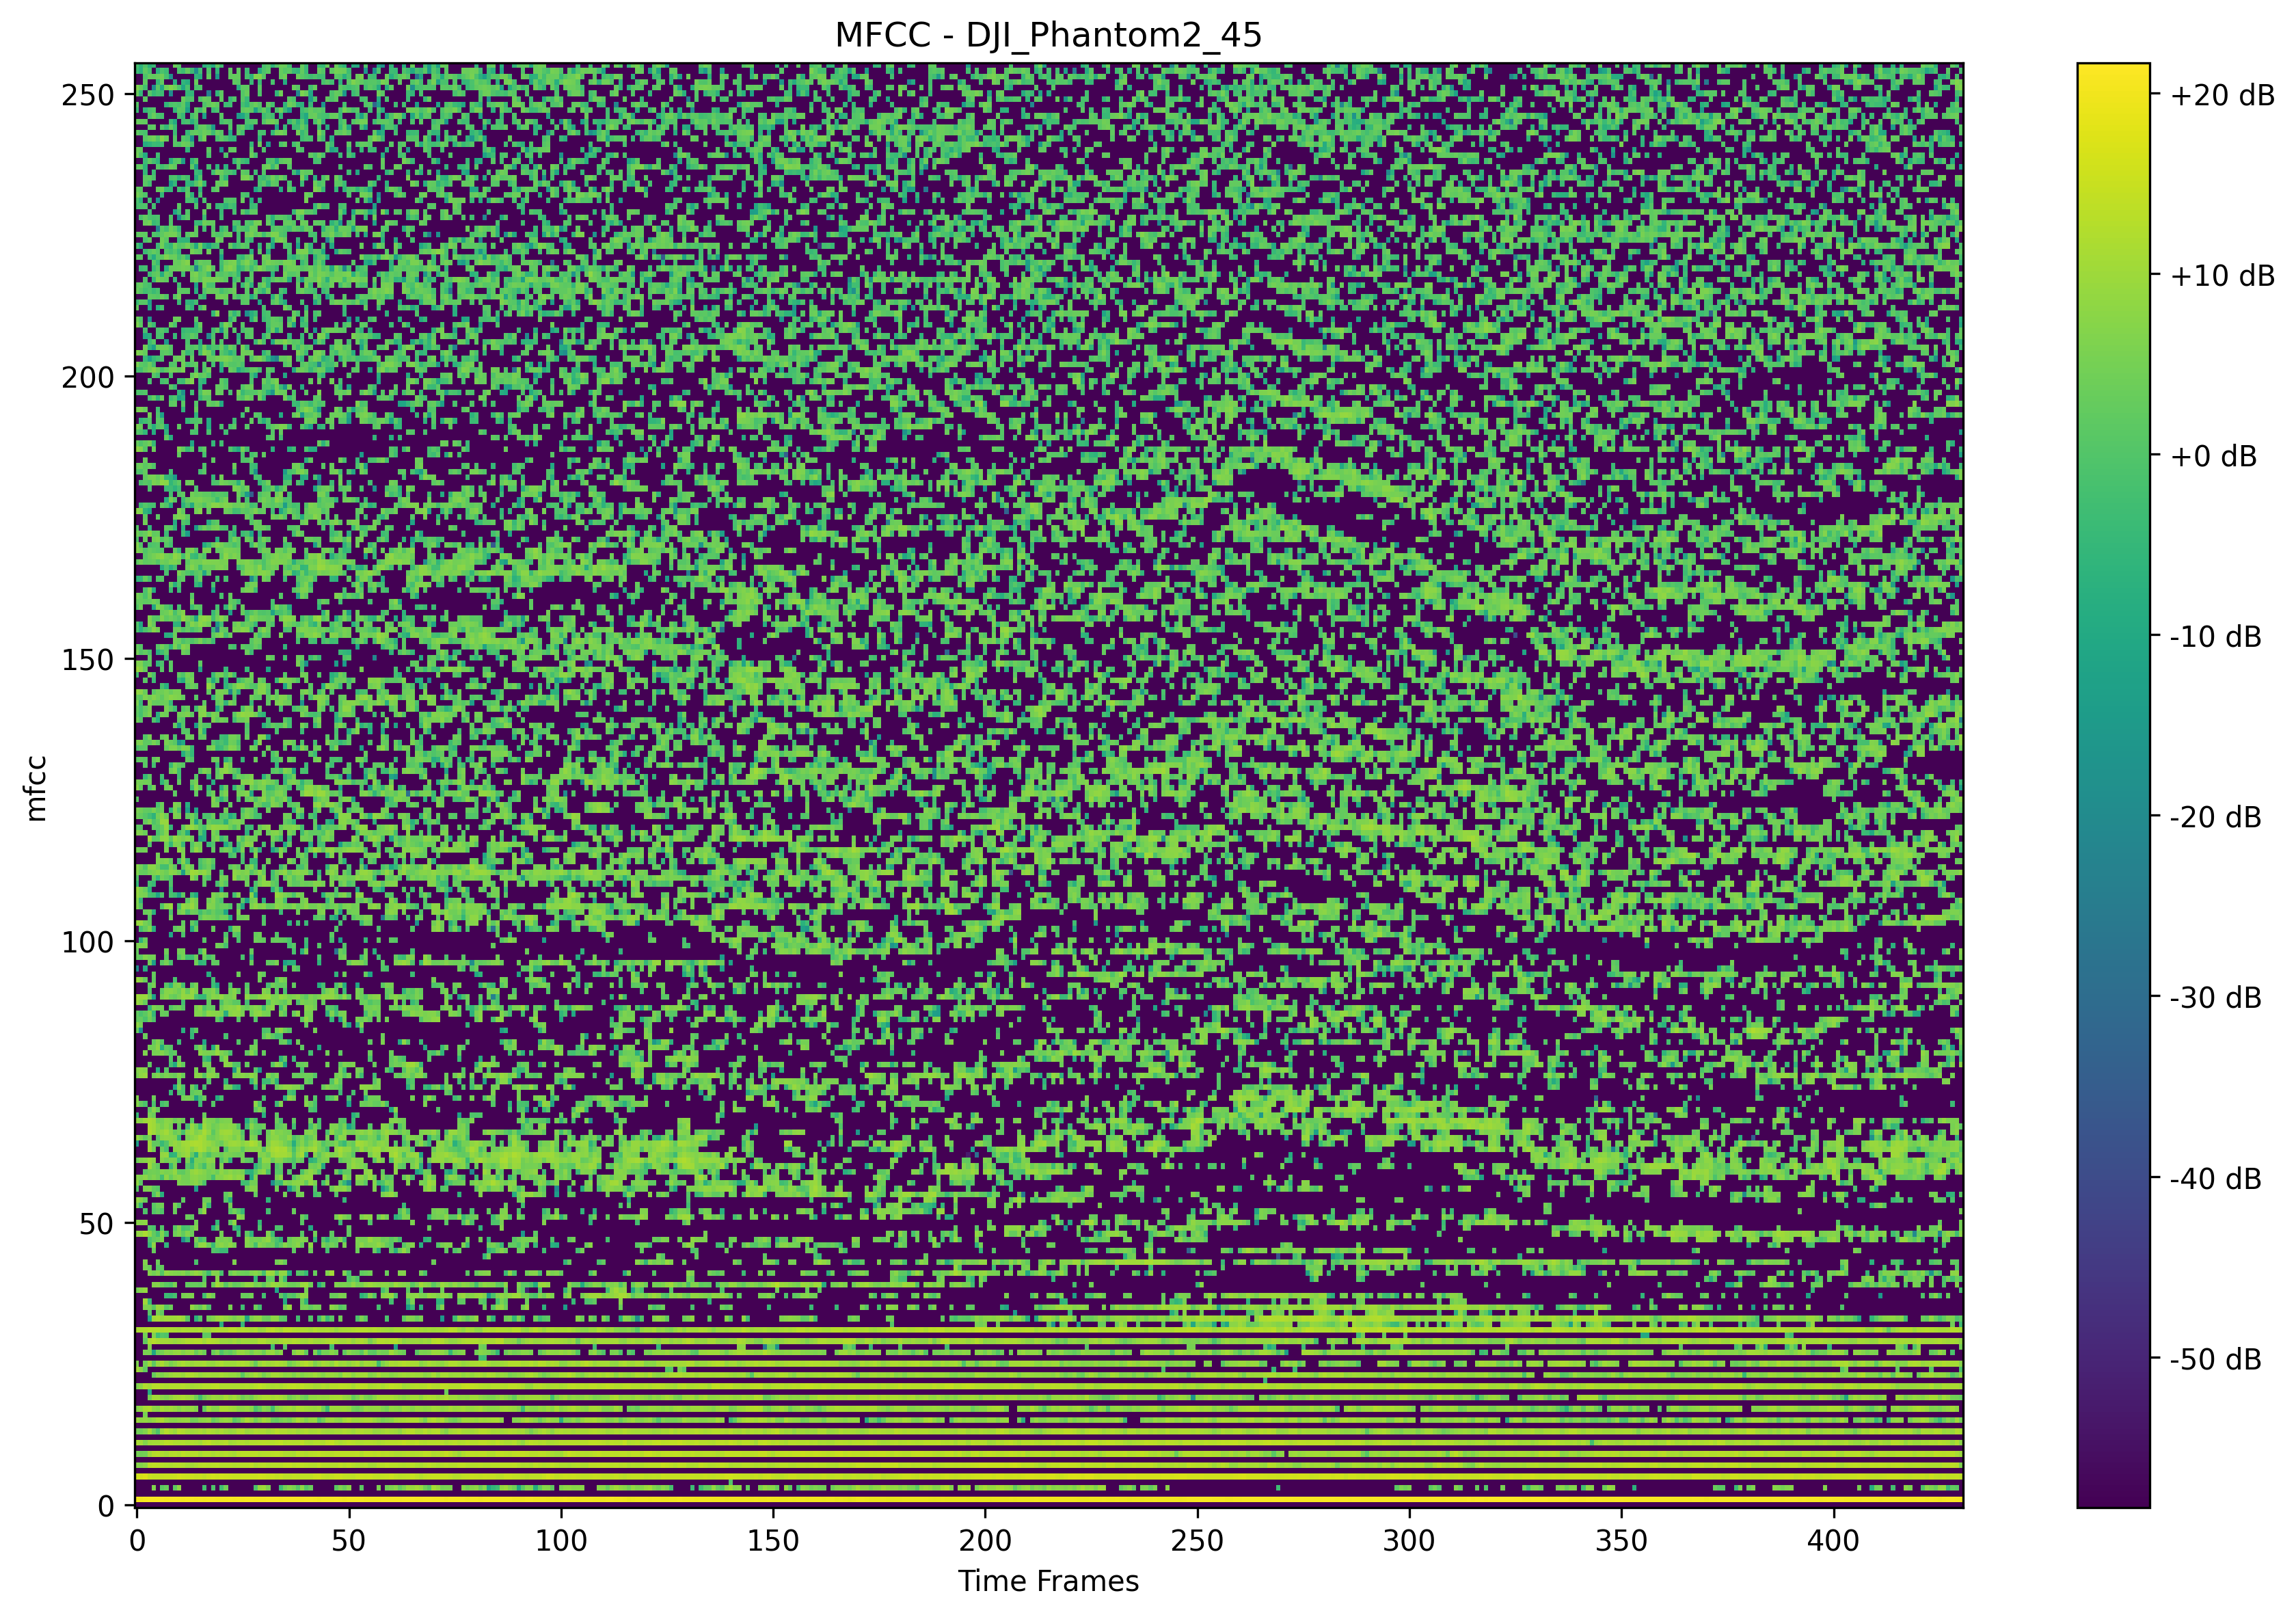 MFCC - DJI_Phantom2_45
250
200
150
100
50
0
mfcc
0 50 100 150 200 250 300 350 400
Time Frames
+20 dB
+10 dB
+0 dB
-10 dB
-20 dB
-30 dB
-40 dB
-50 dB